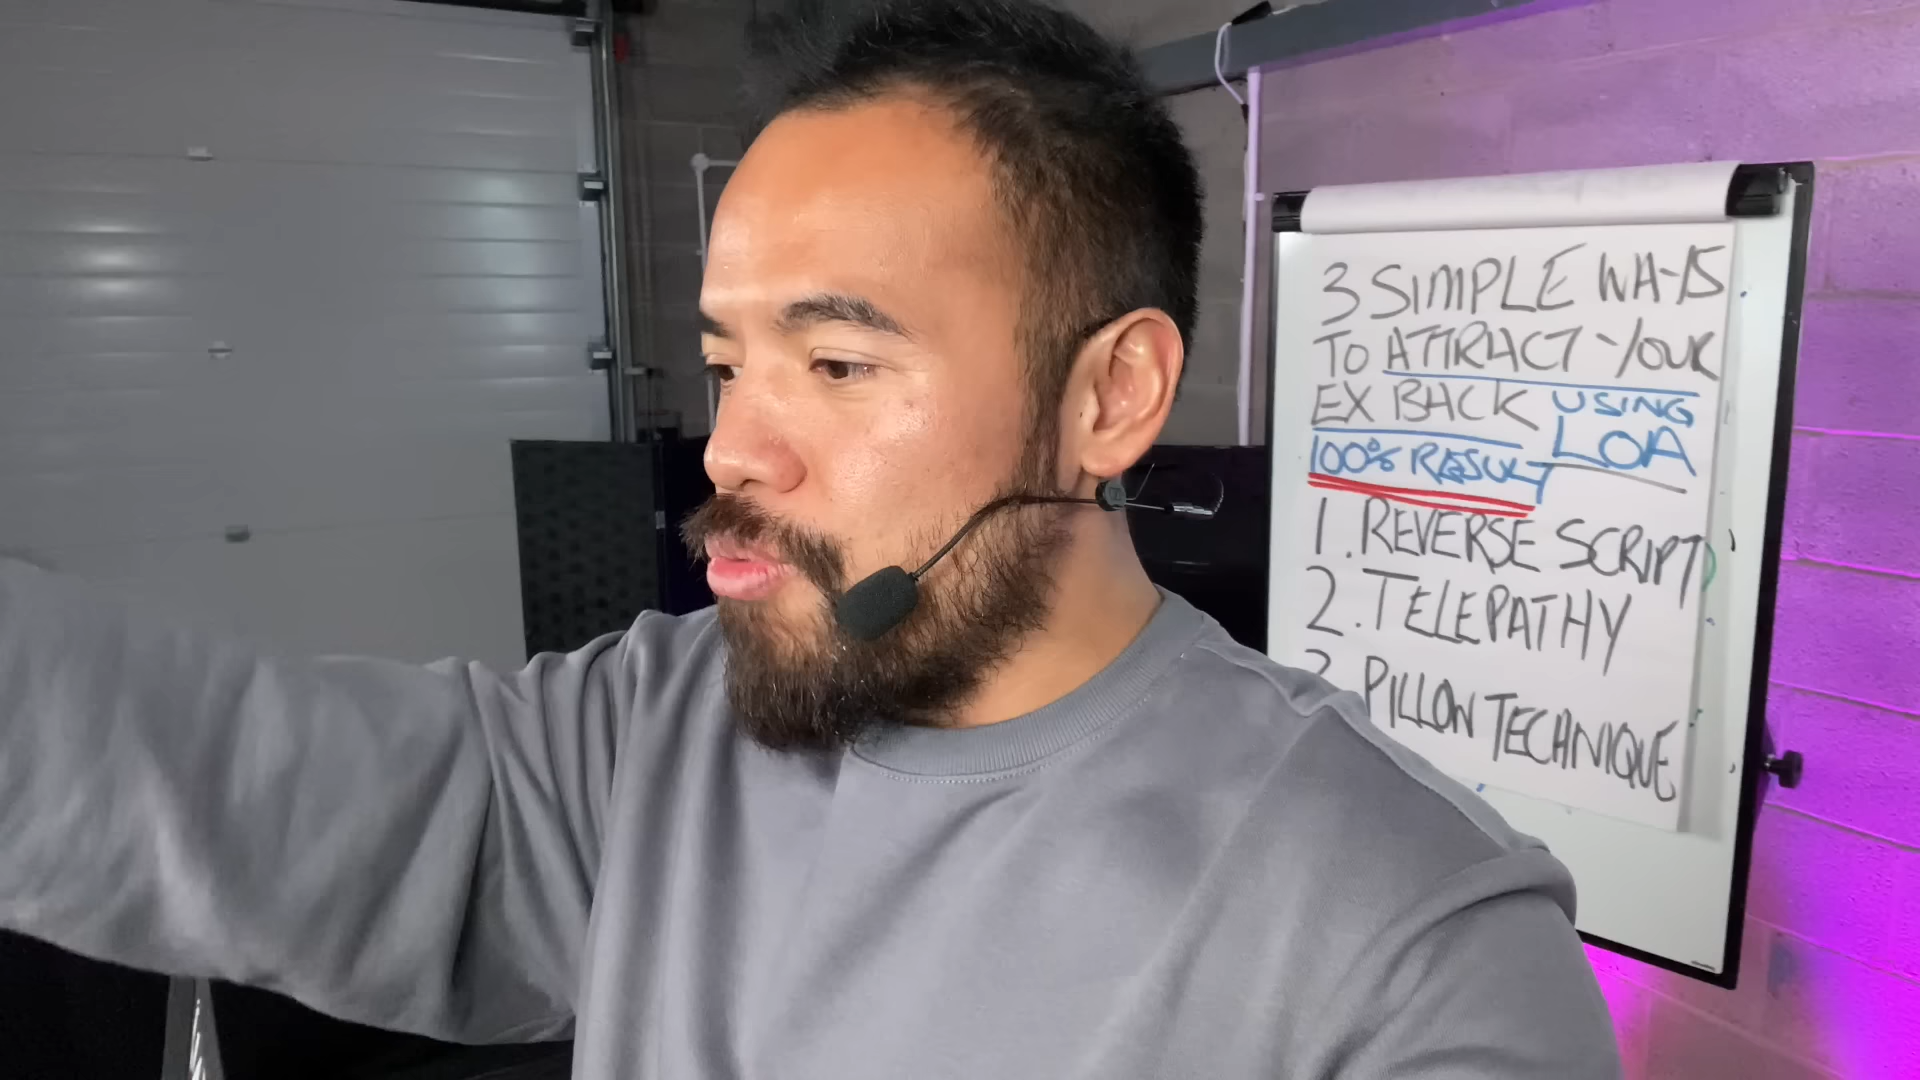 3 SIMPLE WAYS
TO ATTRACT YOUR
EX BACK USING
LOA
100% RESULT
1. REVERSE SCRIPT
2. TELEPATHY
3 PILLOW TECHNIQUE